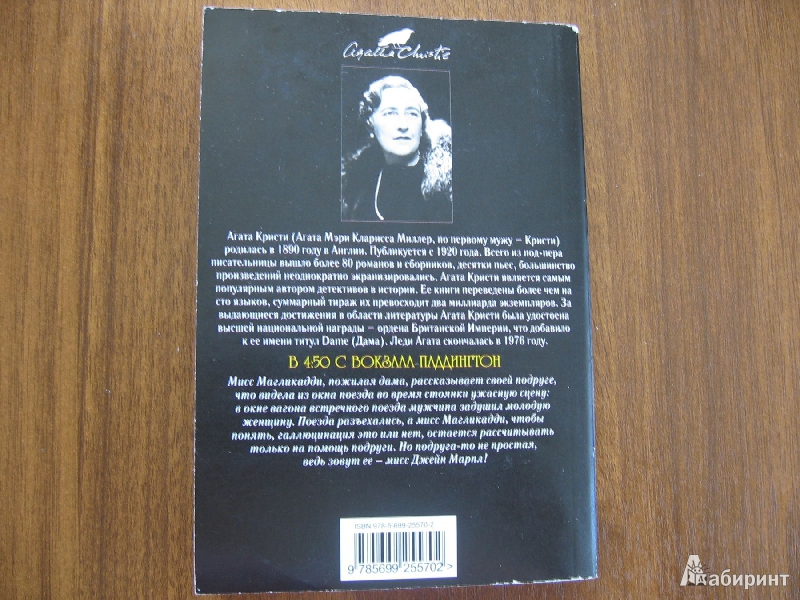 Agatha Christie
Агата Кристи (Агата Мэри Кларисса Миллер, по первому мужу – Кристи)
родилась в 1890 году в Англии. Публикуется с 1920 года. Всего из под-пера
писательницы вышло более 80 романов и сборников, десятки пьес, большинство
произведений неоднократно экранизировались. Агата Кристи является самым
популярным автором детективов в истории. Ее книги переведены более чем на
сто языков, суммарный тираж их превосходит два миллиарда экземпляров. За
выдающиеся достижения в области литературы Агата Кристи была удостоена
высшей национальной награды – ордена Британской Империи, что добавило
к ее имени титул Dame (Дама). Леди Агата скончалась в 1976 году.
В 4:50 С ВОКЗАЛА ПАДДИНГТОН
Мисс Магликадди, пожилая дама, рассказывает своей подруге,
что видела из окна поезда во время стоянки ужасную сцену:
в окне вагона встречного поезда мужчина задушил молодую
женщину. Поезда разъехались, а мисс Магликадди, чтобы
понять, галлюцинация это или нет, остается рассчитывать
только на помощь подруги. Но подруга-то не простая,
ведь зовут ее – мисс Джейн Марпл!
ISBN 978-5-699-25570-2
9 785699 255702 >
Лабиринт